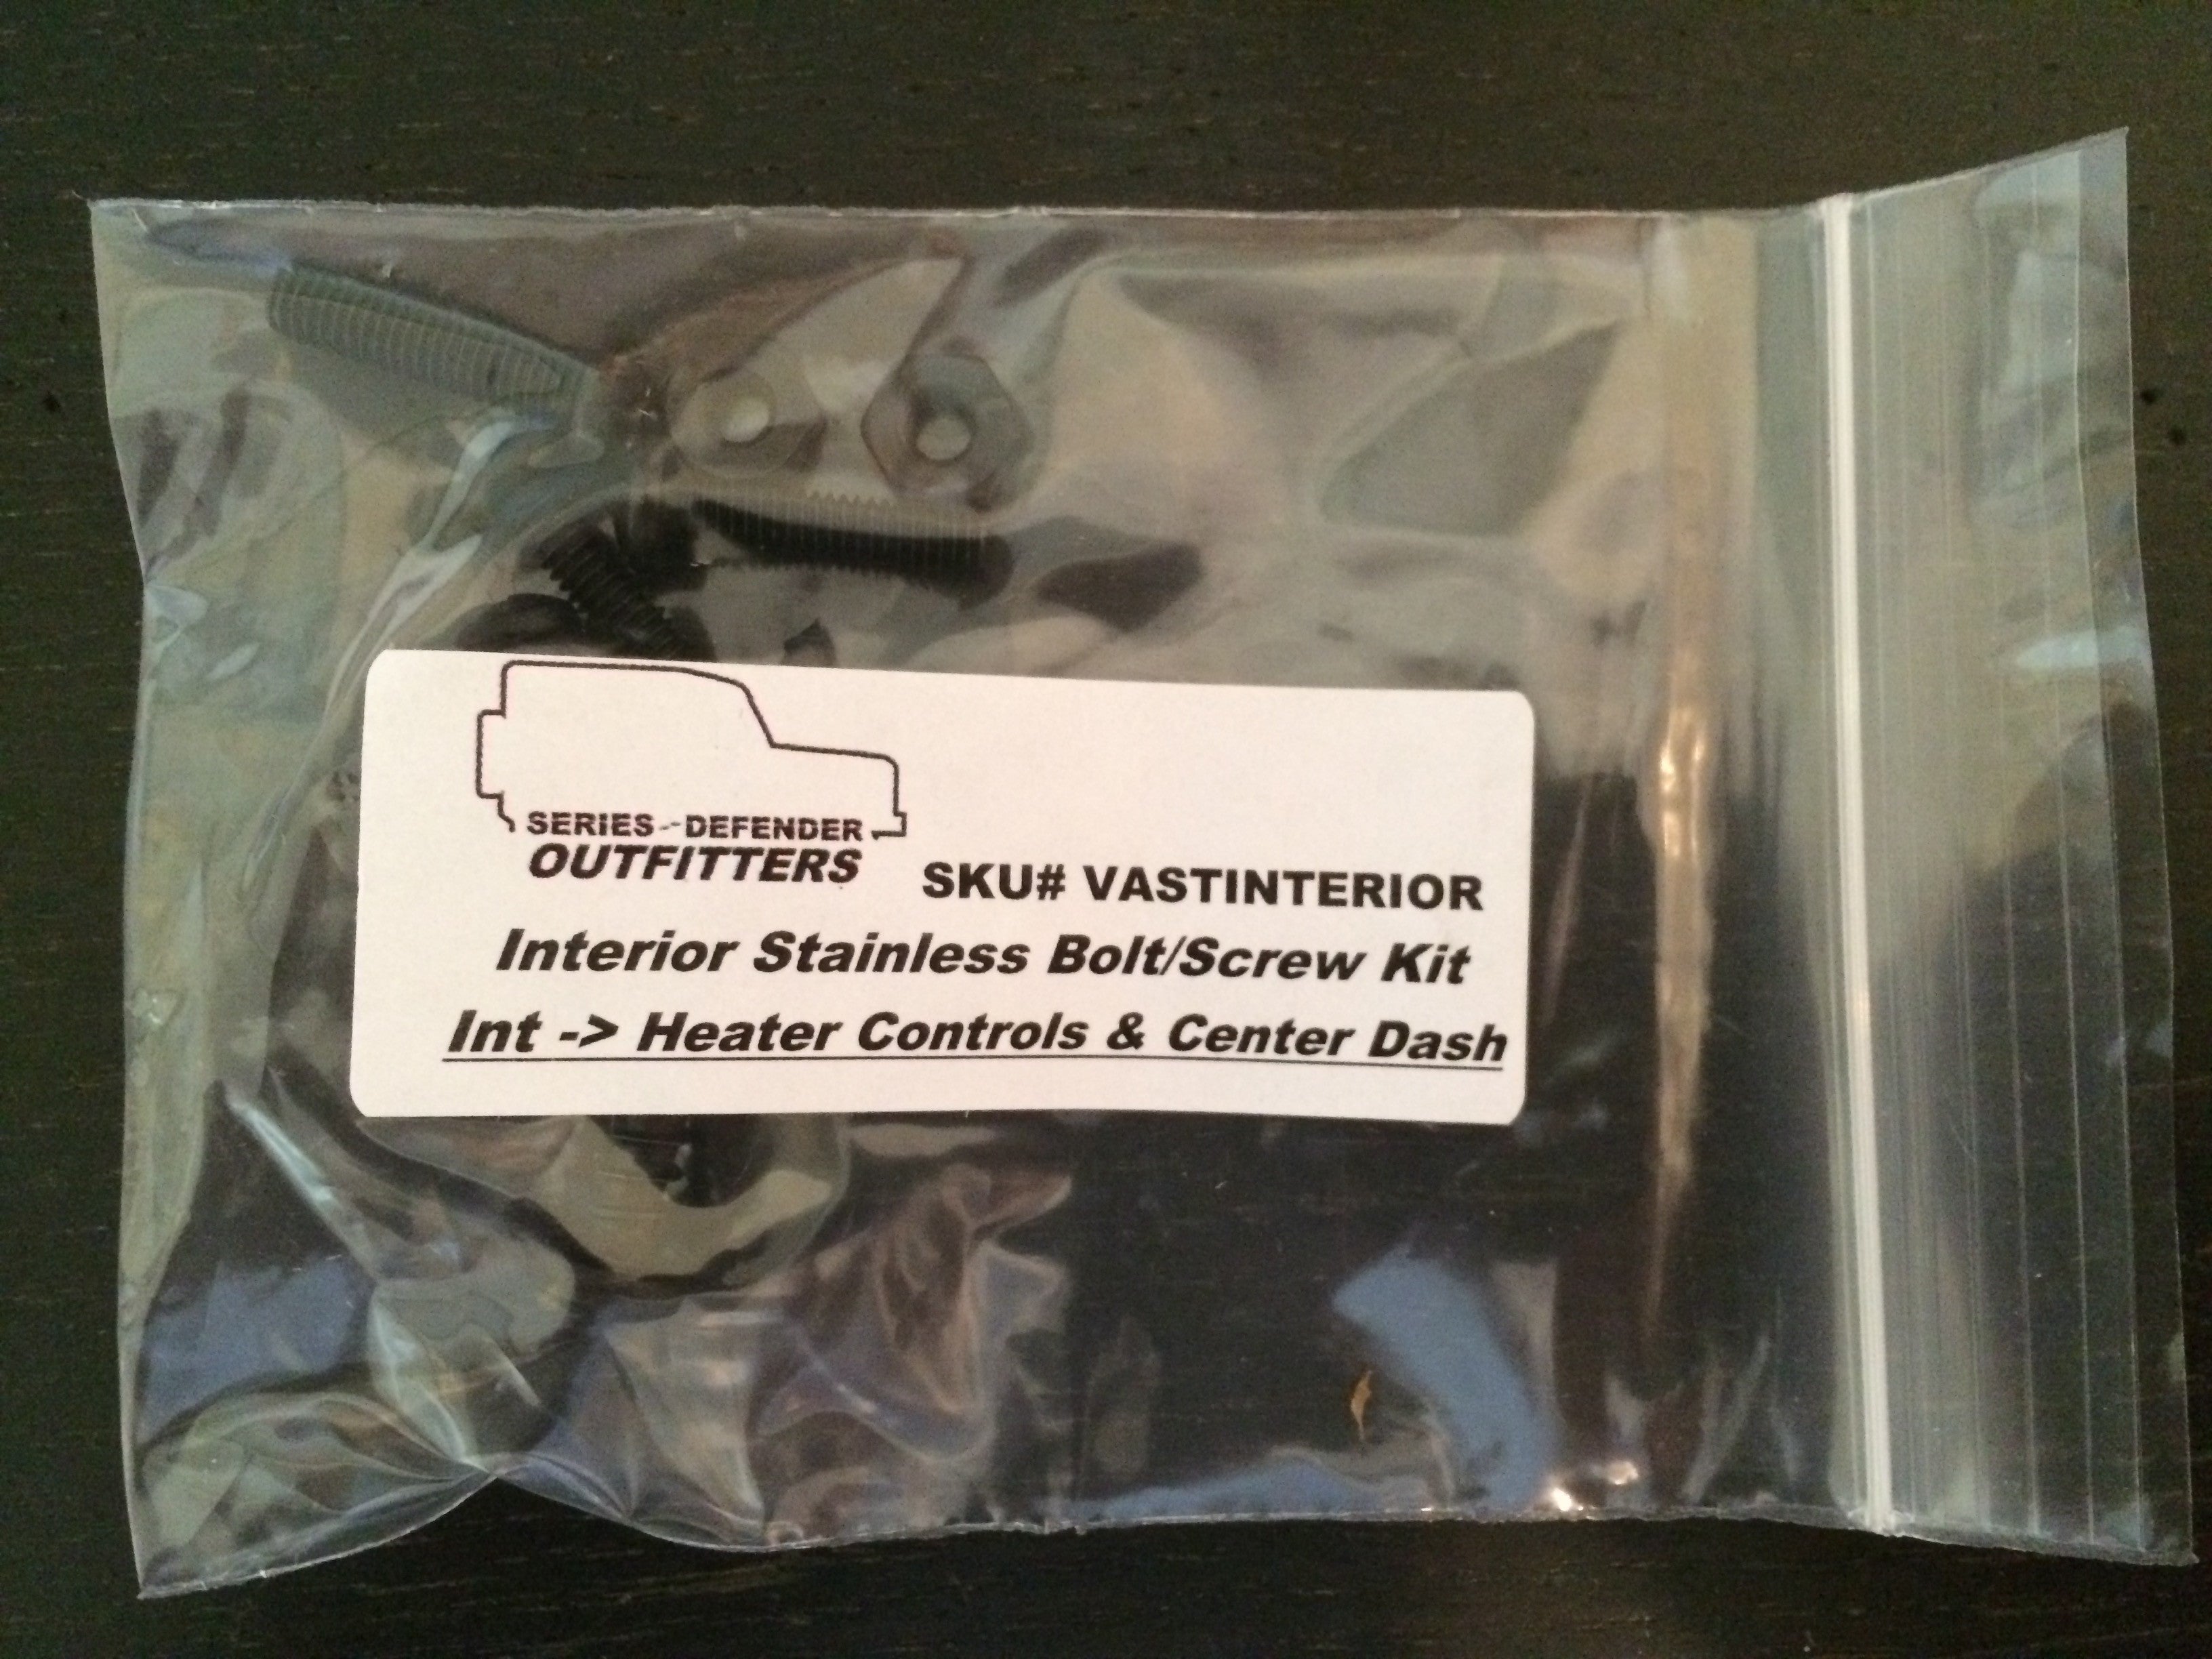 SERIES--DEFENDER
OUTFITTERS
SKU# VASTINTERIOR
Interior Stainless Bolt/Screw Kit
Int -> Heater Controls & Center Dash